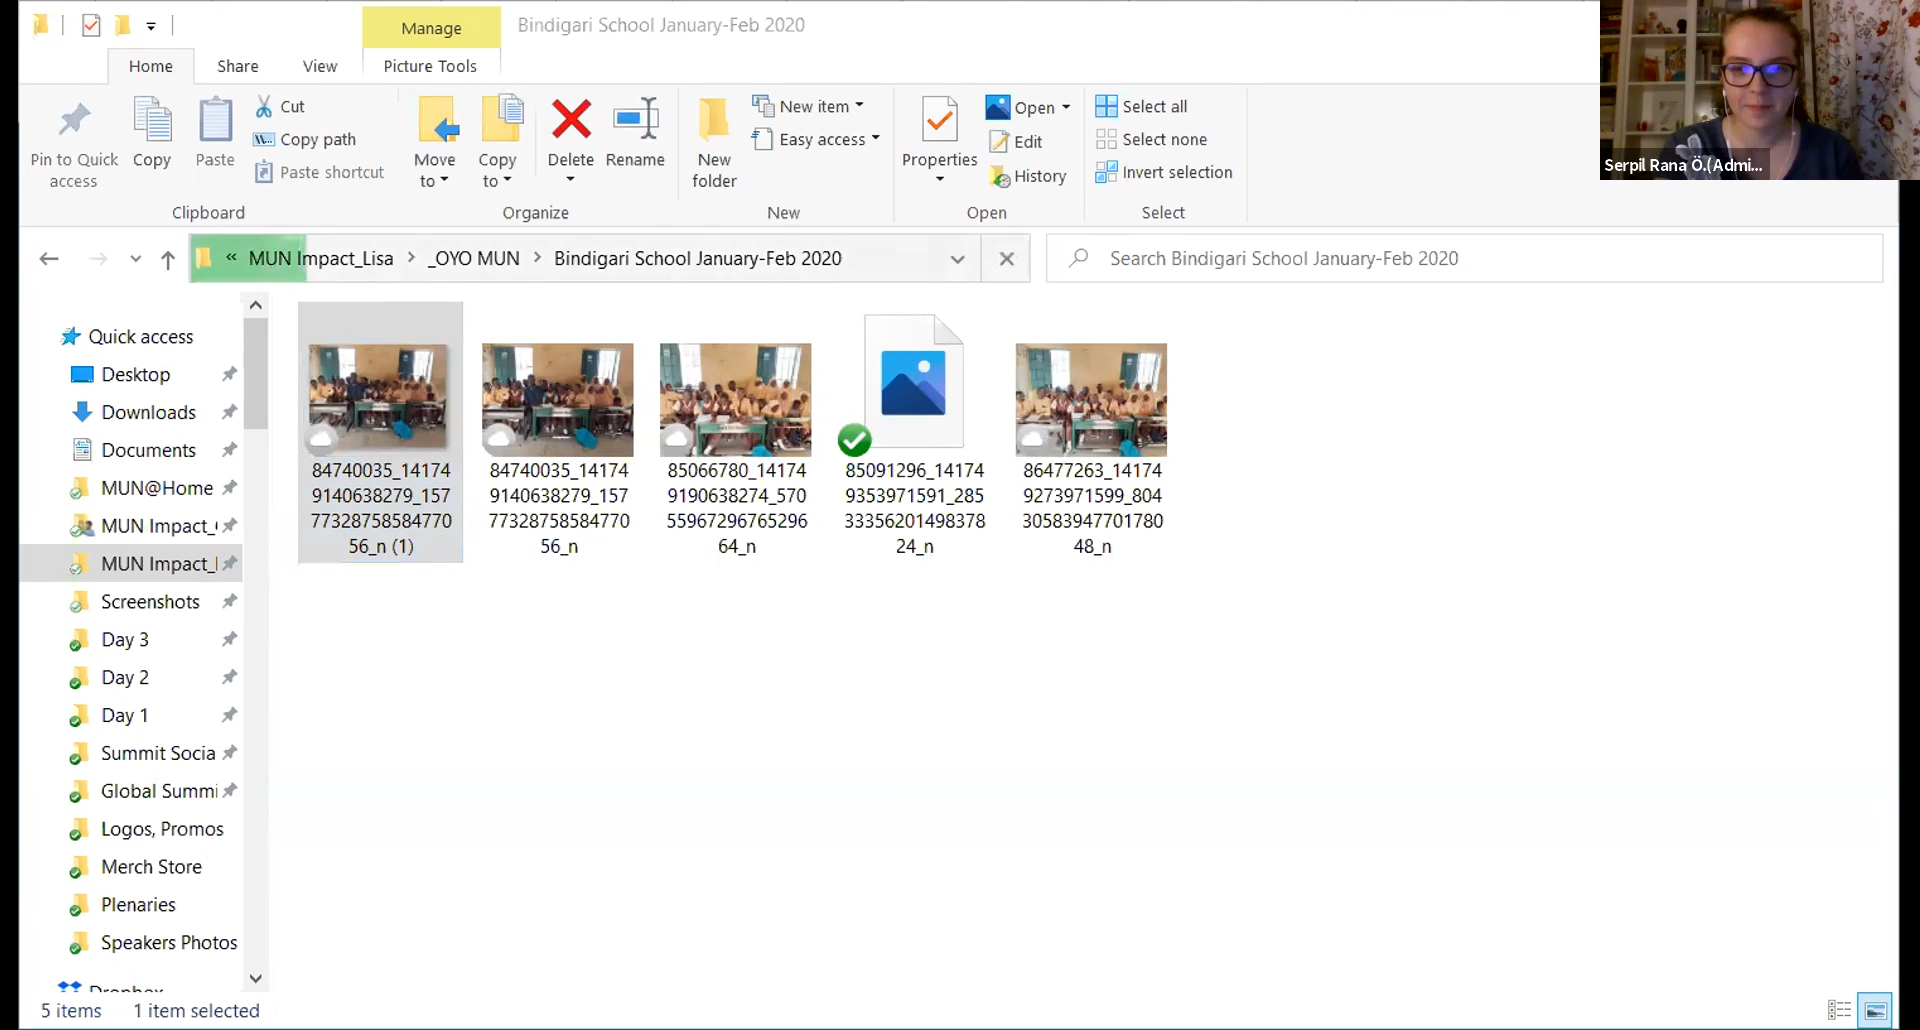 Manage
Bindigari School January-Feb 2020
Home
Share
View
Picture Tools
Pin to Quick
access
Copy
Paste
Cut
Copy path
Paste shortcut
Clipboard
Move
to
Copy
to
Delete
Rename
Organize
New
folder
New item
Easy access
New
Properties
Open
Edit
History
Open
Select all
Select none
Invert selection
Select
Serpil Rana Ö.(Admi...
« MUN Impact_Lisa > _OYO MUN > Bindigari School January-Feb 2020
Search Bindigari School January-Feb 2020
Quick access
Desktop
Downloads
Documents
MUN@Home
MUN Impact_(
MUN Impact_l
Screenshots
Day 3
Day 2
Day 1
Summit Socia
Global Summi
Logos, Promos
Merch Store
Plenaries
Speakers Photos
Dropbox
84740035_14174
9140638279_157
77328758584770
56_n (1)
84740035_14174
9140638279_157
77328758584770
56_n
85066780_14174
9190638274_570
55967296765296
64_n
85091296_14174
9353971591_285
33356201498378
24_n
86477263_14174
9273971599_804
30583947701780
48_n
5 items
1 item selected